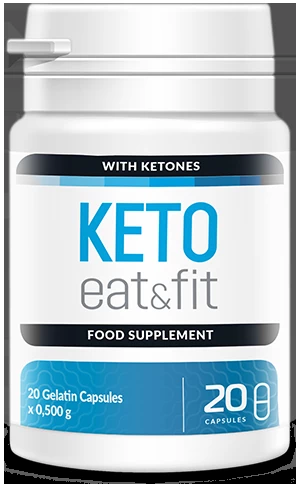 WITH KETONES
KETO
eat&fit
FOOD SUPPLEMENT
20 Gelatin Capsules
x 0,500 g
20
CAPSULES